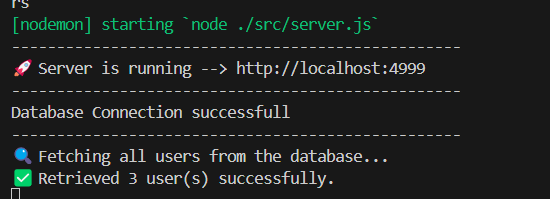 rs
[nodemon] starting `node ./src/server.js`
--------------------------------------------------
🚀 Server is running --> http://localhost:4999
--------------------------------------------------
Database Connection successfull
--------------------------------------------------
🔍 Fetching all users from the database...
✅ Retrieved 3 user(s) successfully.